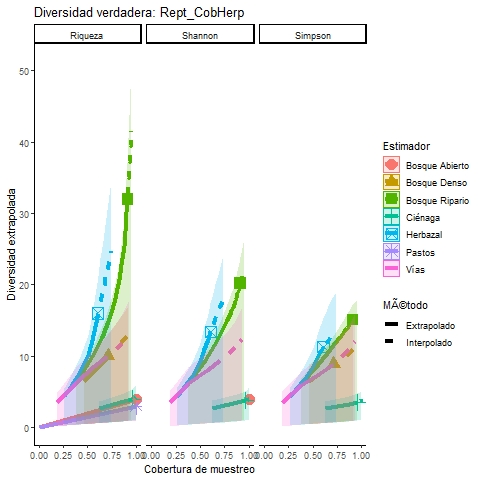 Diversidad verdadera: Rept_CobHerp
Riqueza
Shannon
Simpson
50
40
30
20
10
0
Diversidad extrapolada
0.00 0.25 0.50 0.75 1.00
0.00 0.25 0.50 0.75 1.00
0.00 0.25 0.50 0.75 1.00
Cobertura de muestreo
Estimador
Bosque Abierto
Bosque Denso
Bosque Ripario
Ciénaga
Herbazal
Pastos
Vías
MÃ©todo
Extrapolado
Interpolado